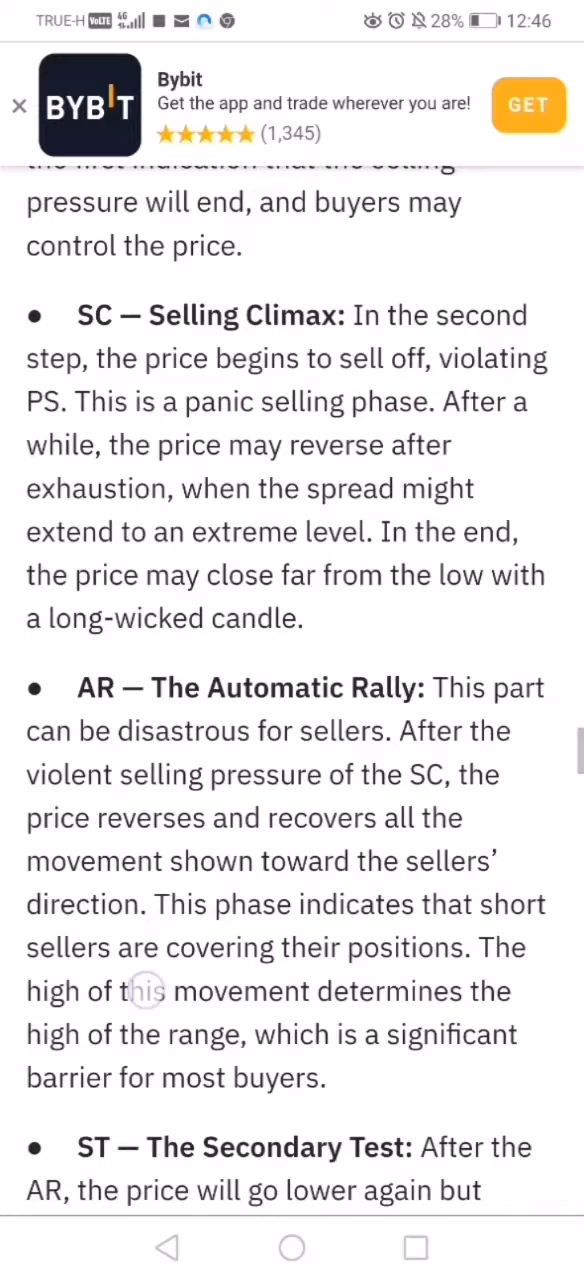 TRUE-H VoLTE 4G 28% 12:46
Bybit
BYBIT Get the app and trade wherever you are! GET
(1,345)
the first indication that the selling
pressure will end, and buyers may
control the price.
● SC — Selling Climax: In the second
step, the price begins to sell off, violating
PS. This is a panic selling phase. After a
while, the price may reverse after
exhaustion, when the spread might
extend to an extreme level. In the end,
the price may close far from the low with
a long-wicked candle.
● AR — The Automatic Rally: This part
can be disastrous for sellers. After the
violent selling pressure of the SC, the
price reverses and recovers all the
movement shown toward the sellers’
direction. This phase indicates that short
sellers are covering their positions. The
high of this movement determines the
high of the range, which is a significant
barrier for most buyers.
● ST — The Secondary Test: After the
AR, the price will go lower again but